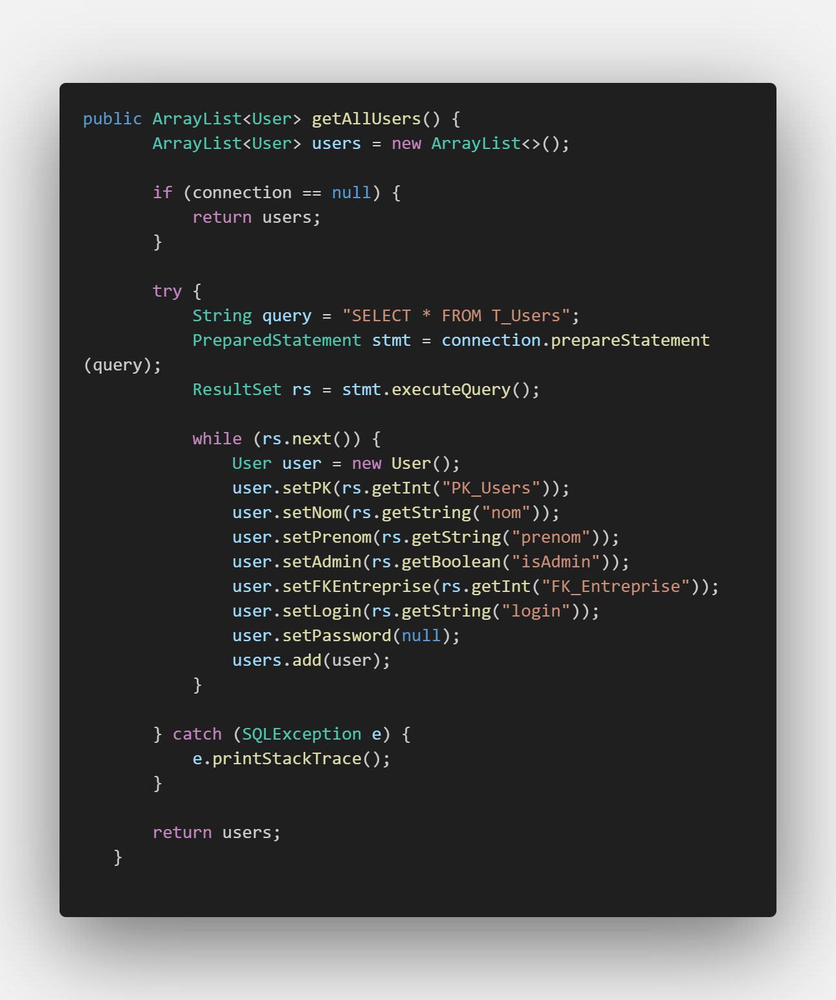 public ArrayList<User> getAllUsers() {
       ArrayList<User> users = new ArrayList<>();

       if (connection == null) {
           return users;
       }

       try {
           String query = "SELECT * FROM T_Users";
           PreparedStatement stmt = connection.prepareStatement
(query);
           ResultSet rs = stmt.executeQuery();

           while (rs.next()) {
               User user = new User();
               user.setPK(rs.getInt("PK_Users"));
               user.setNom(rs.getString("nom"));
               user.setPrenom(rs.getString("prenom"));
               user.setAdmin(rs.getBoolean("isAdmin"));
               user.setFKEntreprise(rs.getInt("FK_Entreprise"));
               user.setLogin(rs.getString("login"));
               user.setPassword(null);
               users.add(user);
           }

       } catch (SQLException e) {
           e.printStackTrace();
       }

       return users;
   }